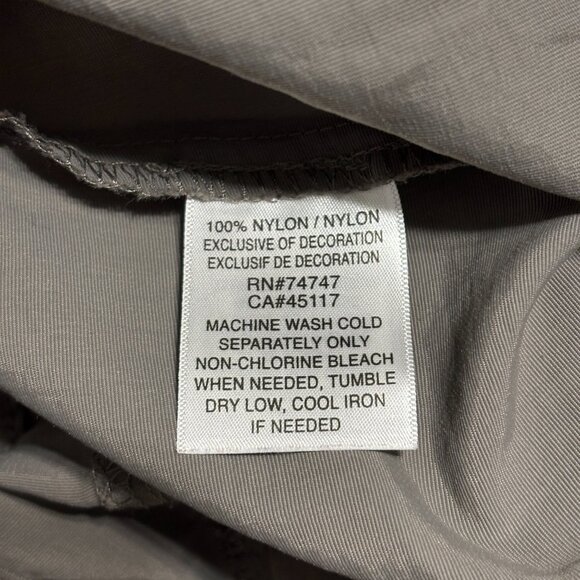 100% NYLON / NYLON
EXCLUSIVE OF DECORATION
EXCLUSIF DE DECORATION
RN#74747
CA#45117
MACHINE WASH COLD
SEPARATELY ONLY
NON-CHLORINE BLEACH
WHEN NEEDED, TUMBLE
DRY LOW, COOL IRON
IF NEEDED